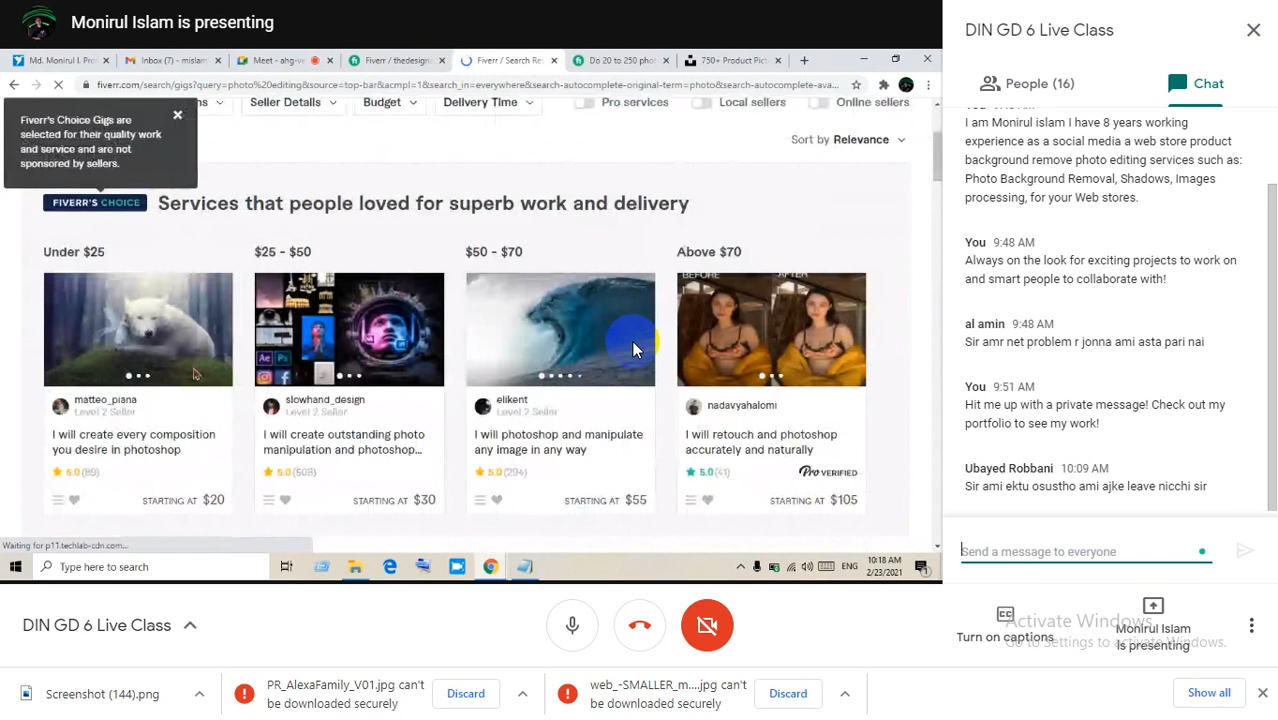 Monirul Islam is presenting
Md. Monirul I. Pro
Inbox (7) - mislam
Meet - ahg-ve
Fiverr / thedesigne
Fiverr / Search Res
Do 20 to 250 phot
750+ Product Pict
fiverr.com/search/gigs?query=photo%20editing&source=top-bar&acmpl=1&search_in=everywhere&search-autocomplete-original-term=photo&search-autocomplete-ava...
Seller Details
Budget
Delivery Time
Pro services
Local sellers
Online sellers
Fiverr's Choice Gigs are
selected for their quality work
and service and are not
sponsored by sellers.
Sort by Relevance
FIVERR'S CHOICE
Services that people loved for superb work and delivery
Under $25
$25 - $50
$50 - $70
Above $70
BEFORE AFTER
Ae Ps
matteo_piana
Level 2 Seller
I will create every composition
you desire in photoshop
5.0 (89)
STARTING AT $20
slowhand_design
Level 2 Seller
I will create outstanding photo
manipulation and photoshop...
5.0 (503)
STARTING AT $30
elikent
Level 2 Seller
I will photoshop and manipulate
any image in any way
5.0 (294)
STARTING AT $55
nadavyahalomi
I will retouch and photoshop
accurately and naturally
5.0 (41)
Pro VERIFIED
STARTING AT $105
Waiting for p11.techlab-cdn.com...
Type here to search
ENG
10:18 AM
2/23/2021
DIN GD 6 Live Class
People (16)
Chat
I am Monirul islam I have 8 years working
experience as a social media a web store product
background remove photo editing services such as:
Photo Background Removal, Shadows, Images
processing, for your Web stores.
You 9:48 AM
Always on the look for exciting projects to work on
and smart people to collaborate with!
al amin 9:48 AM
Sir amr net problem r jonna ami asta pari nai
You 9:51 AM
Hit me up with a private message! Check out my
portfolio to see my work!
Ubayed Robbani 10:09 AM
Sir ami ektu osustho ami ajke leave nicchi sir
Send a message to everyone
DIN GD 6 Live Class
Turn on captions
Monirul Islam
is presenting
Activate Windows
Go to Settings to activate Windows.
Screenshot (144).png
PR_AlexaFamily_V01.jpg can't
be downloaded securely
Discard
web_-SMALLER_m....jpg can't
be downloaded securely
Discard
Show all